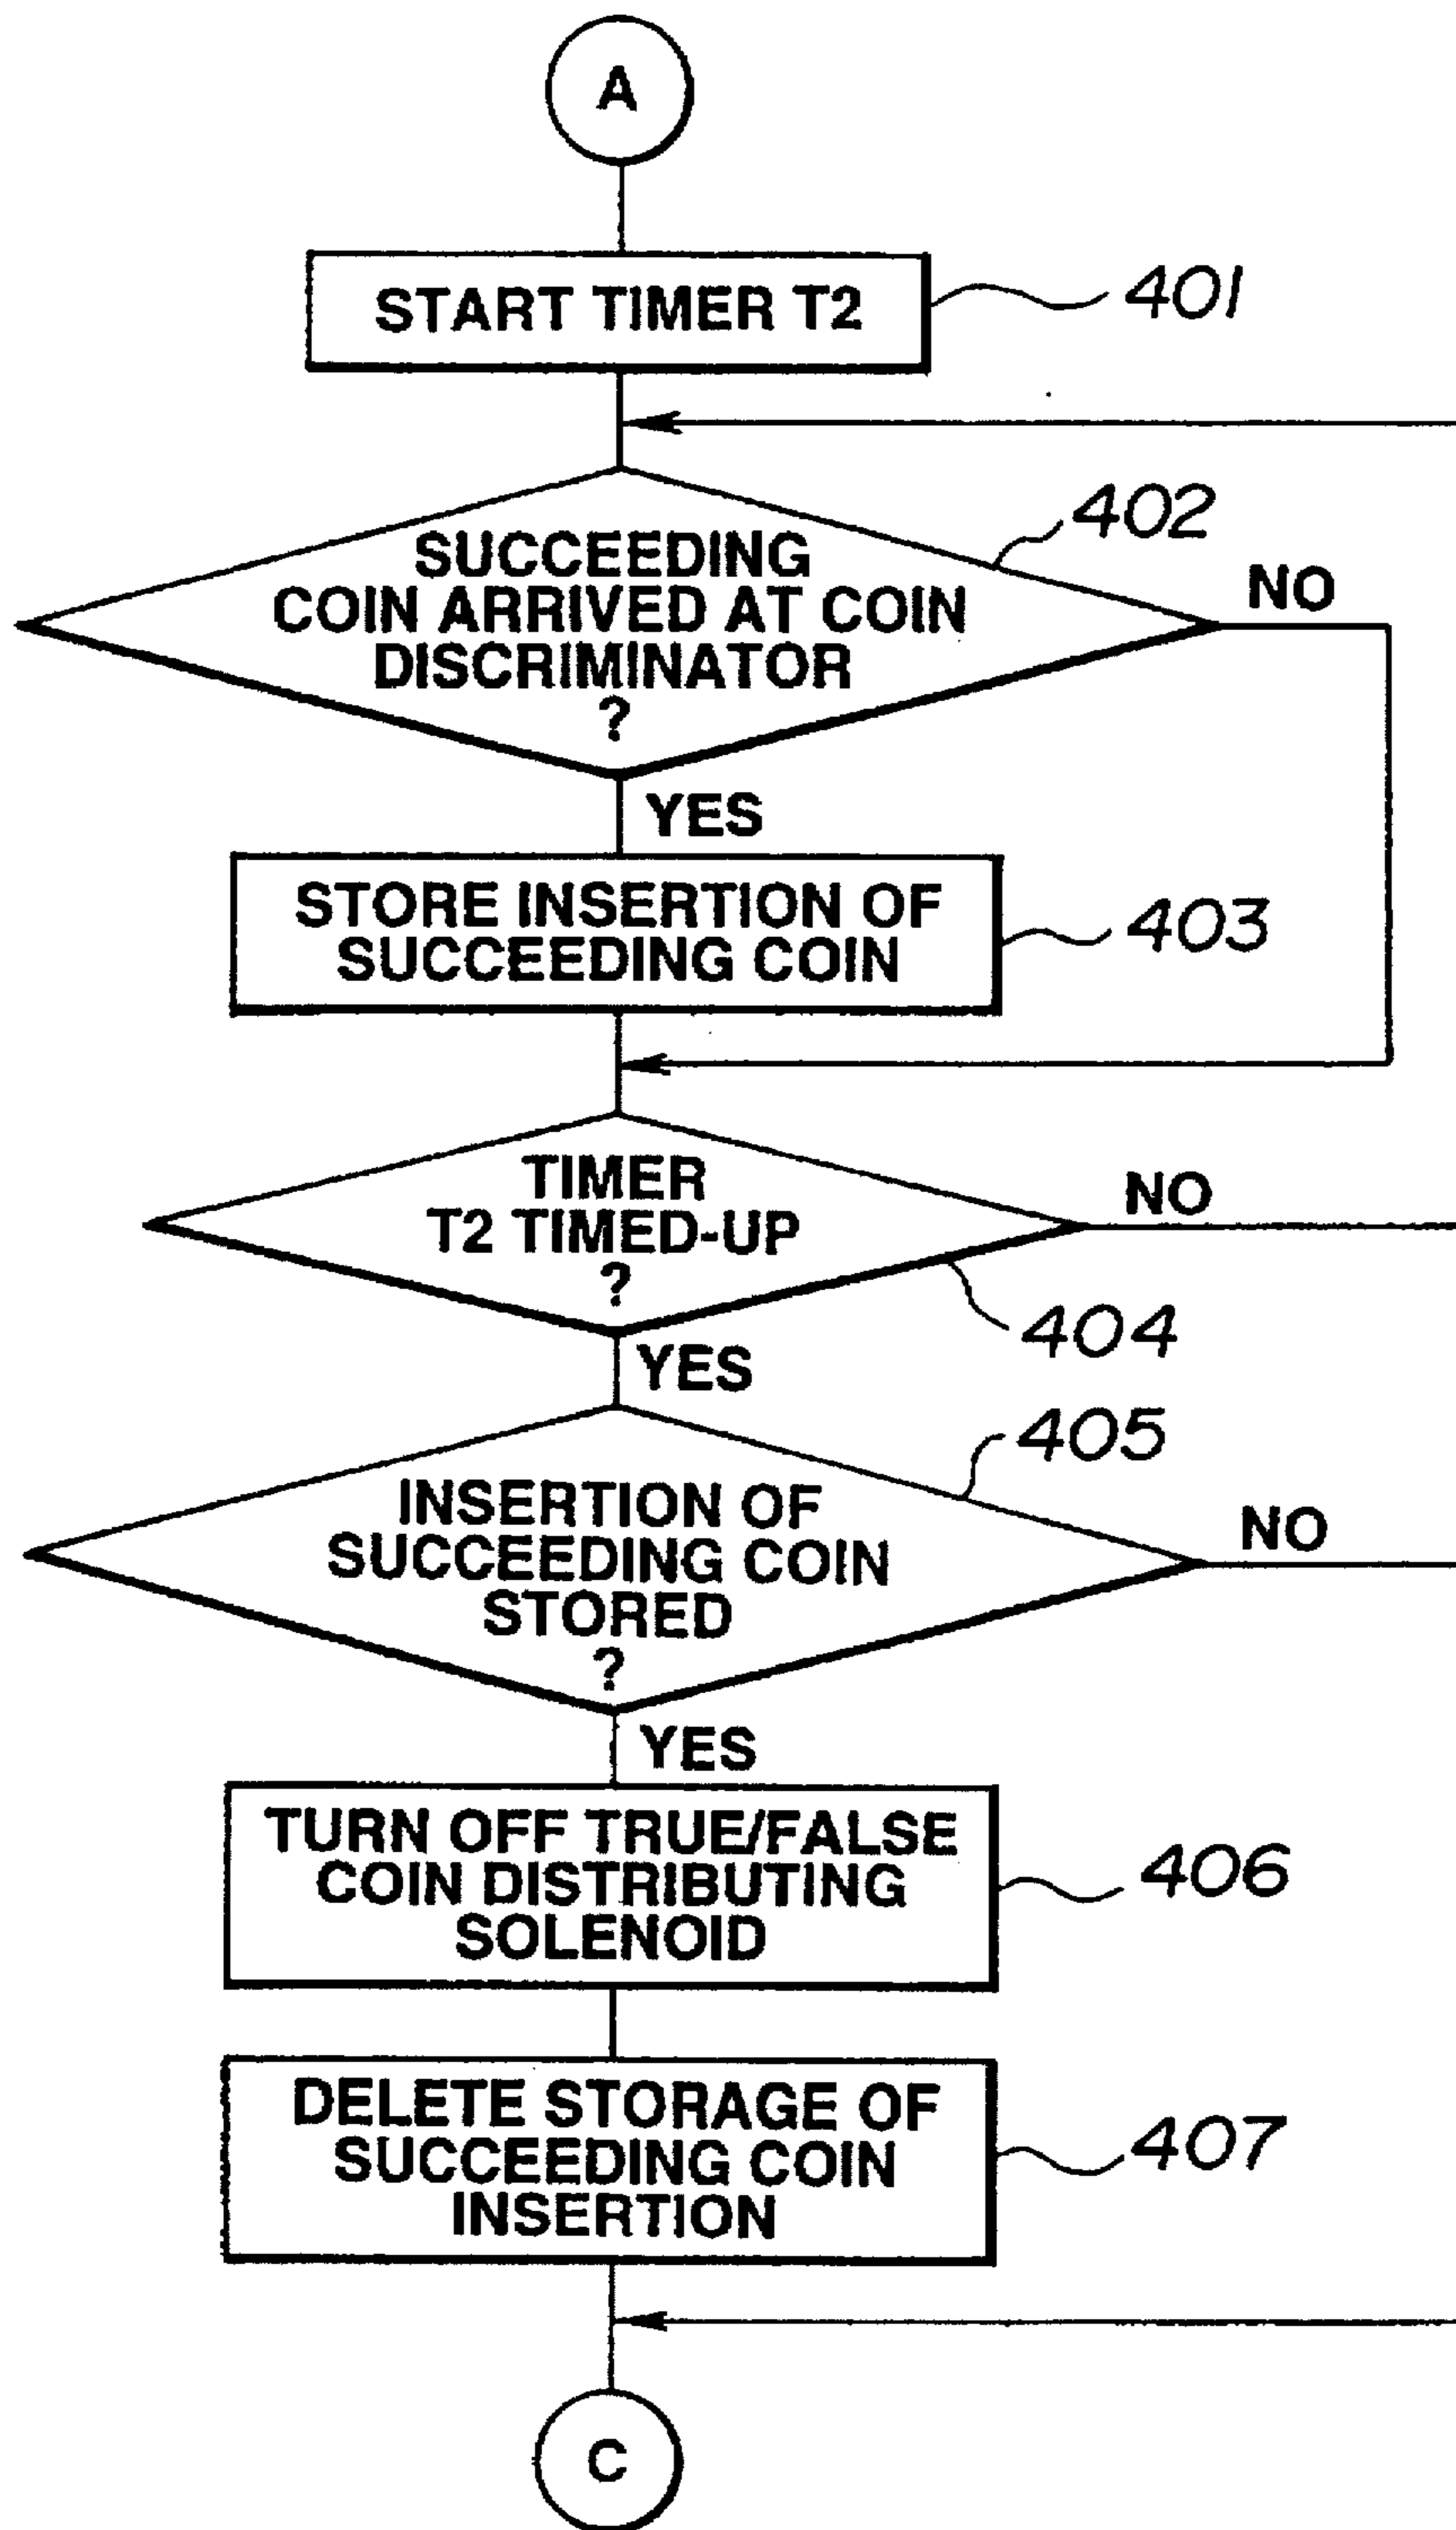 A
START TIMER T2
401
402
SUCCEEDING
COIN ARRIVED AT COIN
DISCRIMINATOR
?
NO
YES
STORE INSERTION OF
SUCCEEDING COIN
403
TIMER
T2 TIMED-UP
?
NO
404
YES
405
INSERTION OF
SUCCEEDING COIN
STORED
?
NO
YES
TURN OFF TRUE/FALSE
COIN DISTRIBUTING
SOLENOID
406
DELETE STORAGE OF
SUCCEEDING COIN
INSERTION
407
C